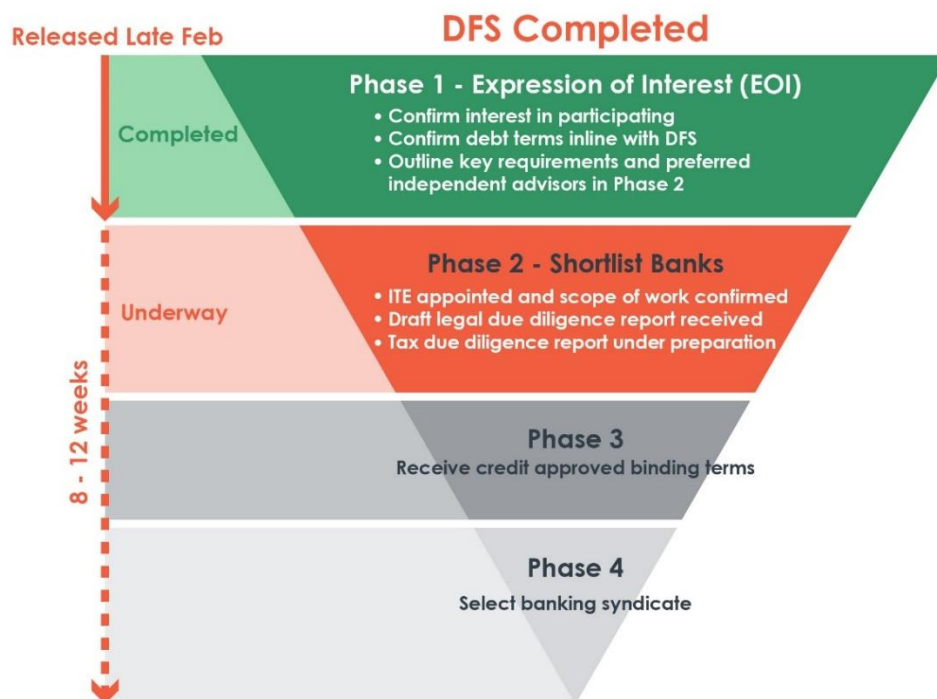 Released Late Feb
DFS Completed
Completed
Phase 1 - Expression of Interest (EOI)
• Confirm interest in participating
• Confirm debt terms inline with DFS
• Outline key requirements and preferred
independent advisors in Phase 2
Underway
Phase 2 - Shortlist Banks
• ITE appointed and scope of work confirmed
• Draft legal due diligence report received
• Tax due diligence report under preparation
8 - 12 weeks
Phase 3
Receive credit approved binding terms
Phase 4
Select banking syndicate